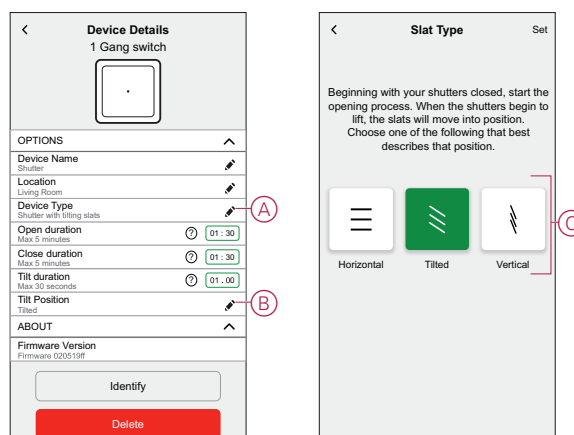 Device Details
1 Gang switch
OPTIONS
Device Name
Shutter
Location
Living Room
Device Type
Shutter with tilting slats
A
Open duration
Max 5 minutes
? 01 : 30
Close duration
Max 5 minutes
? 01 : 30
Tilt duration
Max 30 seconds
? 01 . 00
Tilt Position
Tilted
B
ABOUT
Firmware Version
Firmware 020519ff
Identify
Delete
Slat Type Set
Beginning with your shutters closed, start the
opening process. When the shutters begin to
lift, the slats will move into position.
Choose one of the following that best
describes that position.
C
Horizontal Tilted Vertical